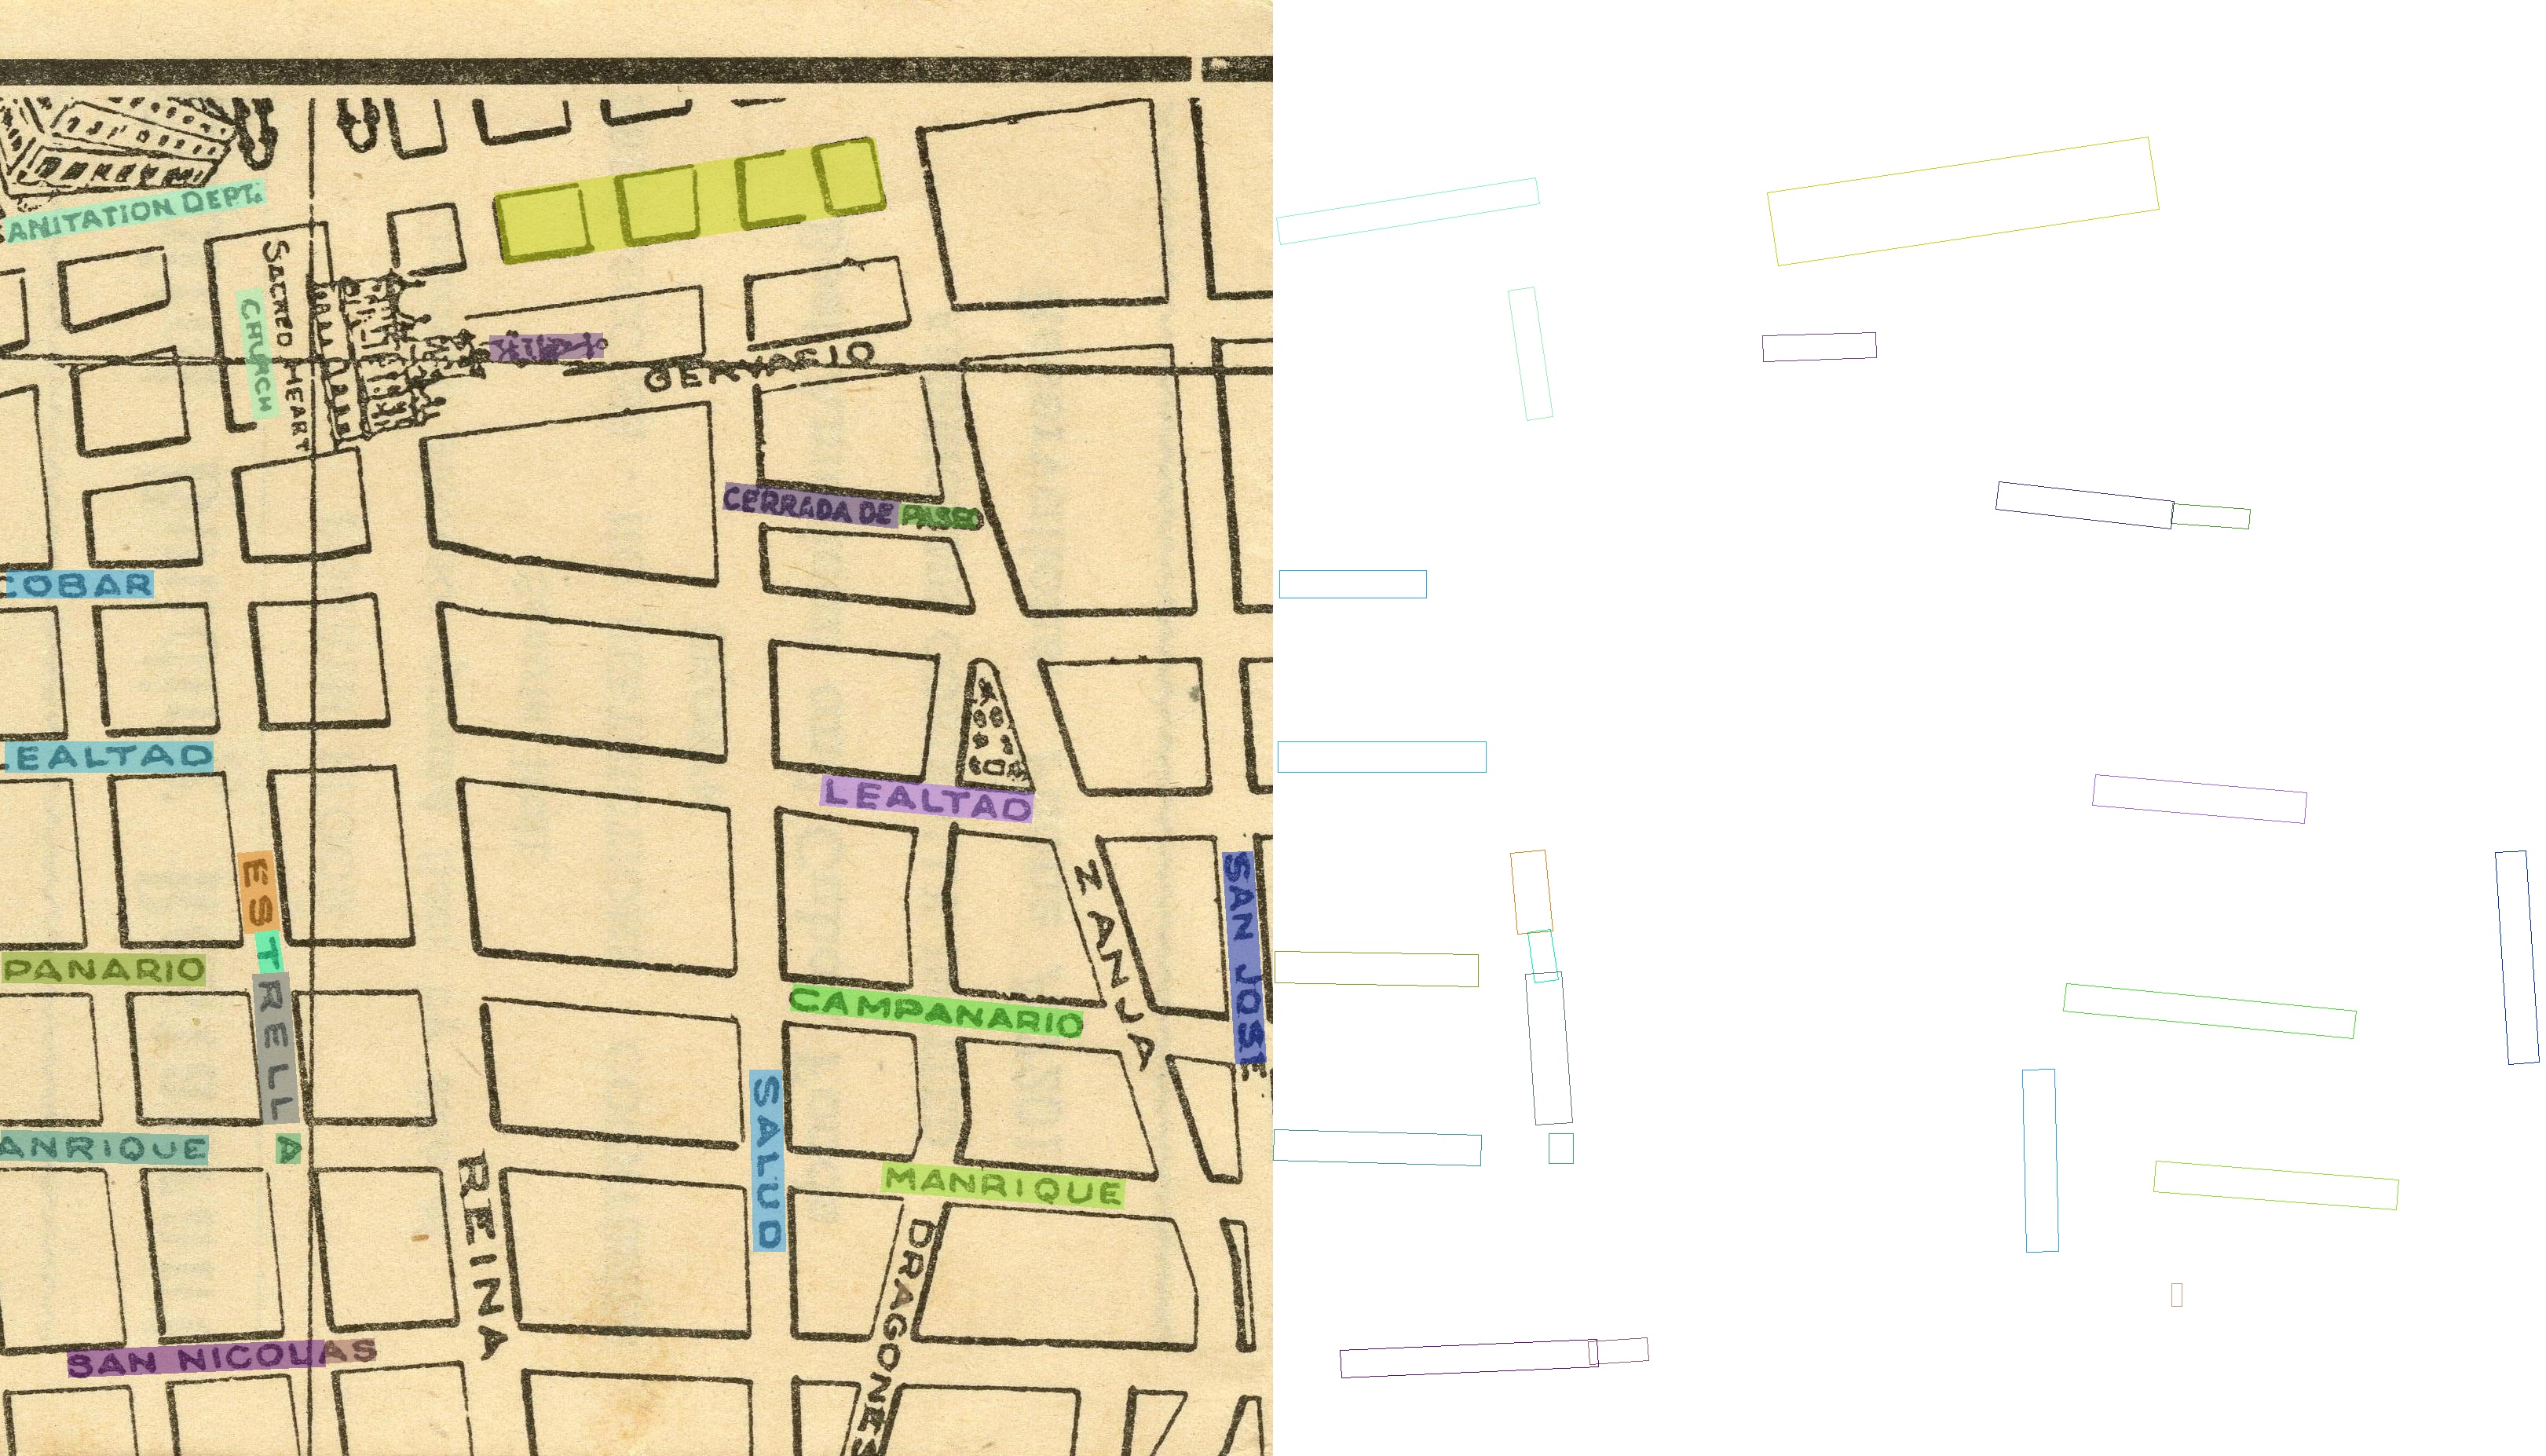 ANITATION DEPT.
SACRED HEART
CHURCH
GERVASIO
CERRADA DE PASEO
COBAR
LEALTAD
LEALTAD
ESTRELLA
ZANJA
SAN JOSE
PANARIO
CAMPANARIO
SALUD
ANRIQUE
MANRIQUE
REINA
DRAGONES
SAN NICOLAS